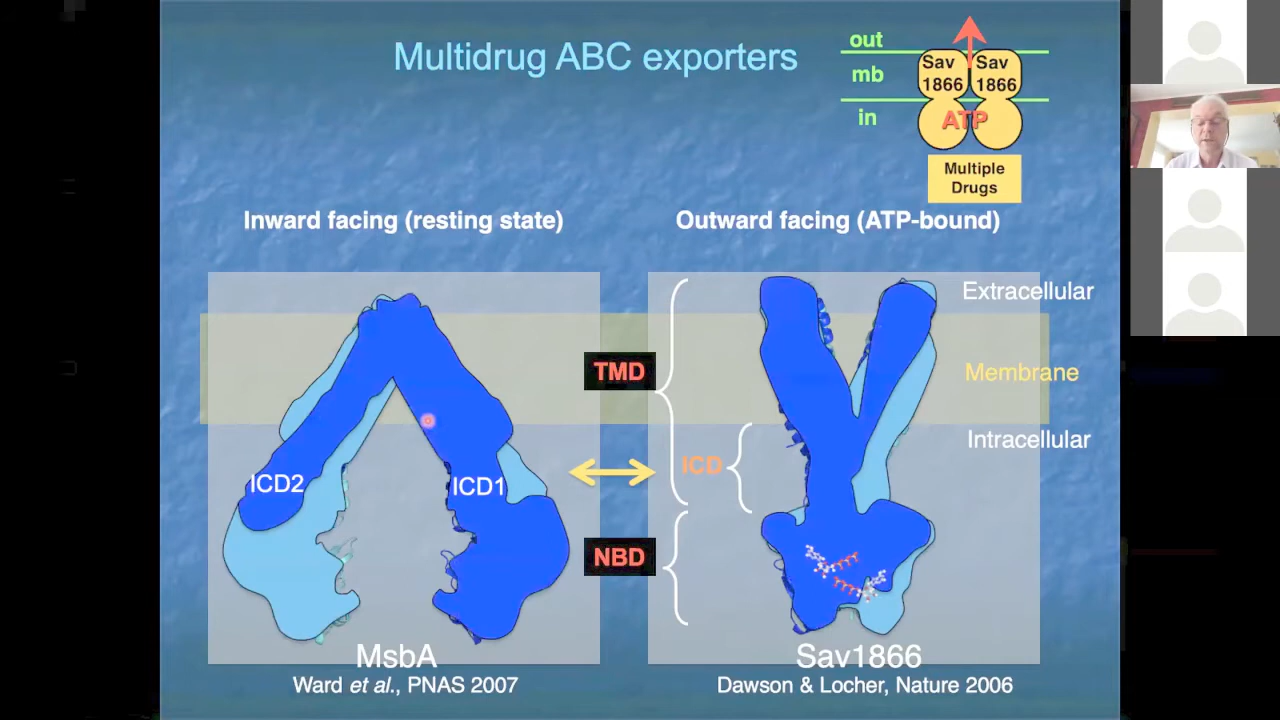 Multidrug ABC exporters
out
mb
in
Sav
1866
Sav
1866
ATP
Multiple
Drugs
Inward facing (resting state)
Outward facing (ATP-bound)
Extracellular
Membrane
Intracellular
TMD
ICD
NBD
ICD2
ICD1
MsbA
Ward et al., PNAS 2007
Sav1866
Dawson & Locher, Nature 2006